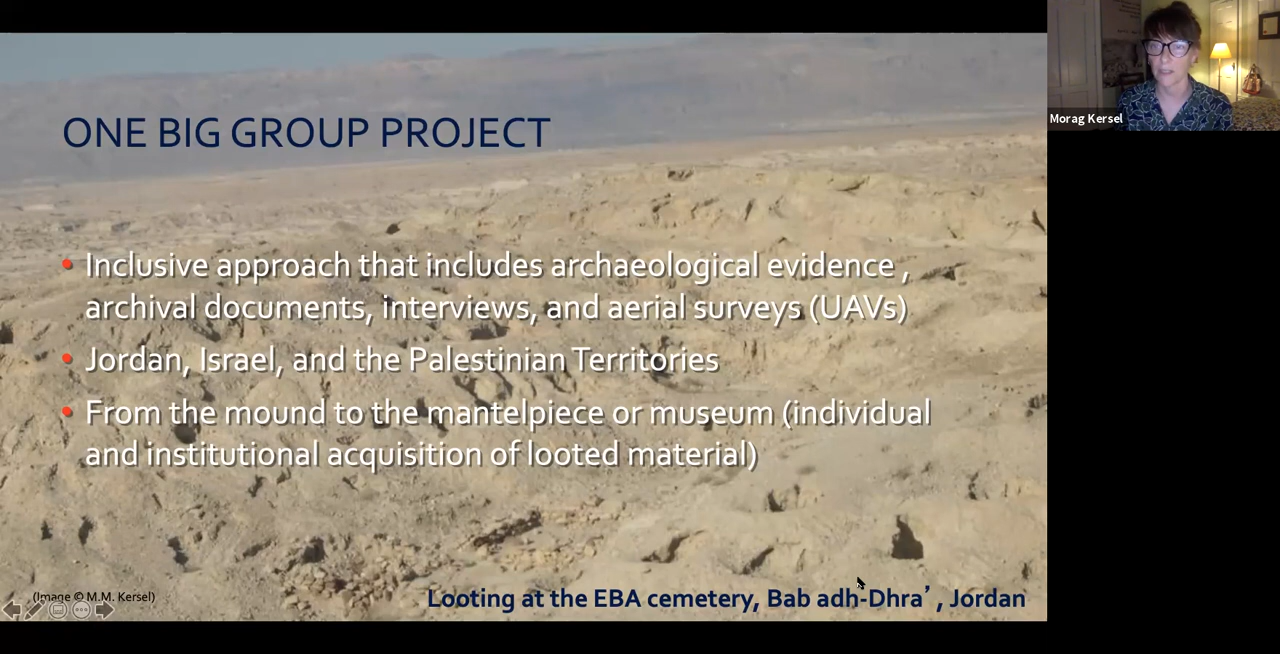 ONE BIG GROUP PROJECT
• Inclusive approach that includes archaeological evidence ,
archival documents, interviews, and aerial surveys (UAVs)
• Jordan, Israel, and the Palestinian Territories
• From the mound to the mantelpiece or museum (individual
and institutional acquisition of looted material)
(Image © M.M. Kersel)
Looting at the EBA cemetery, Bab adh-Dhra’ , Jordan
Morag Kersel